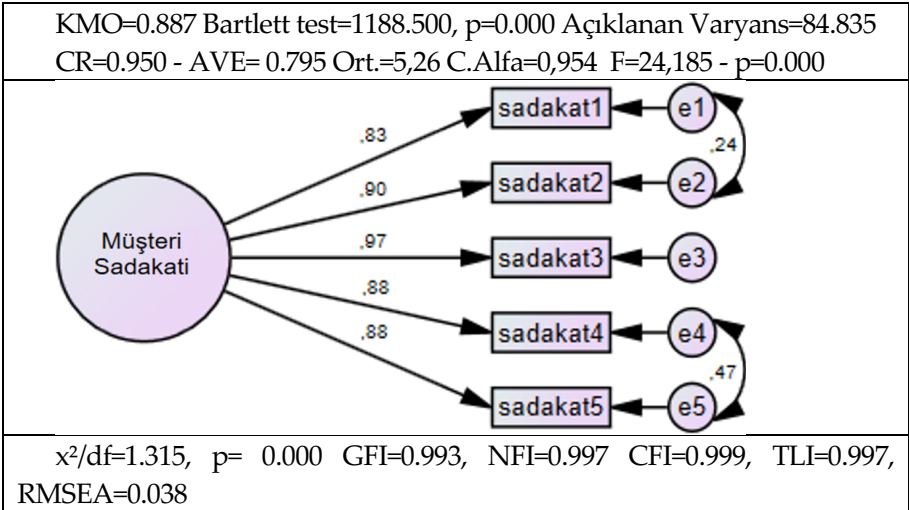 KMO=0.887 Bartlett test=1188.500, p=0.000 Açıklanan Varyans=84.835
CR=0.950 - AVE= 0.795 Ort.=5,26 C.Alfa=0,954 F=24,185 - p=0.000
sadakat1
e1
,83
,24
sadakat2
e2
,90
Müşteri
Sadakati
,97
sadakat3
e3
,88
sadakat4
e4
,88
,47
sadakat5
e5
x²/df=1.315, p= 0.000 GFI=0.993, NFI=0.997 CFI=0.999, TLI=0.997,
RMSEA=0.038